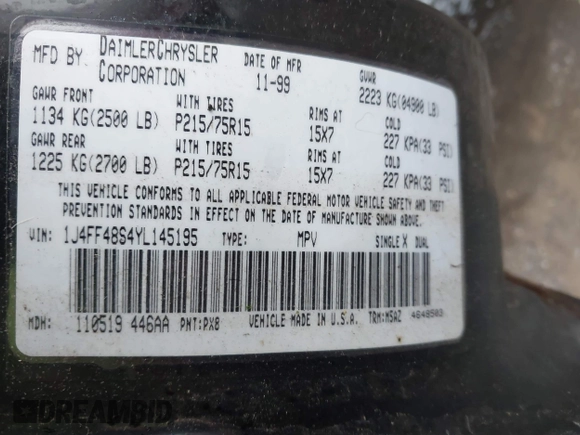 MFD BY: DAIMLERCHRYSLER CORPORATION
DATE OF MFR 11-99
GVWR 2223 KG(04900 LB)
GAWR FRONT WITH TIRES RIMS AT COLD
1134 KG(2500 LB) P215/75R15 15X7 227 KPA(33 PSI)
GAWR REAR WITH TIRES RIMS AT COLD
1225 KG(2700 LB) P215/75R15 15X7 227 KPA(33 PSI)
THIS VEHICLE CONFORMS TO ALL APPLICABLE FEDERAL MOTOR VEHICLE SAFETY AND THEFT
PREVENTION STANDARDS IN EFFECT ON THE DATE OF MANUFACTURE SHOWN ABOVE.
VIN: 1J4FF48S4YL145195 TYPE: MPV SINGLE X DUAL
MDH: 110519 446AA PNT:PX8 VEHICLE MADE IN U.S.A. TRM:MSAZ 4648503
DREAMBID